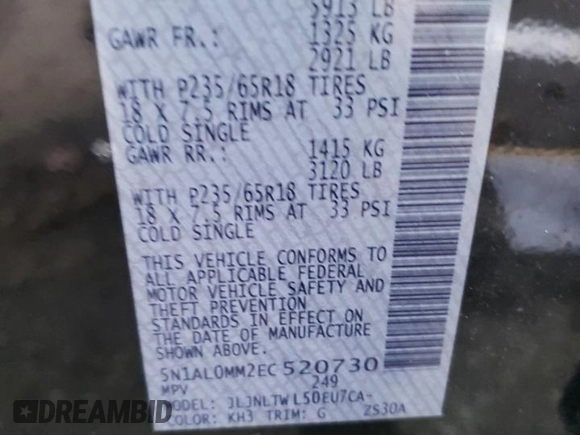 5913 LB
GAWR FR.: 1325 KG
2921 LB
WITH P235/65R18 TIRES
18 X 7.5 RIMS AT 33 PSI
COLD SINGLE
GAWR RR.: 1415 KG
3120 LB
WITH P235/65R18 TIRES
18 X 7.5 RIMS AT 33 PSI
COLD SINGLE
THIS VEHICLE CONFORMS TO
ALL APPLICABLE FEDERAL
MOTOR VEHICLE SAFETY AND
THEFT PREVENTION
STANDARDS IN EFFECT ON
THE DATE OF MANUFACTURE
SHOWN ABOVE.
5N1AL0MM2EC520730
MPV 249
MODEL: JLJNLTWL50EU7CA-
COLOR: KH3 TRIM: G ZS30A
IDCARHISTORY